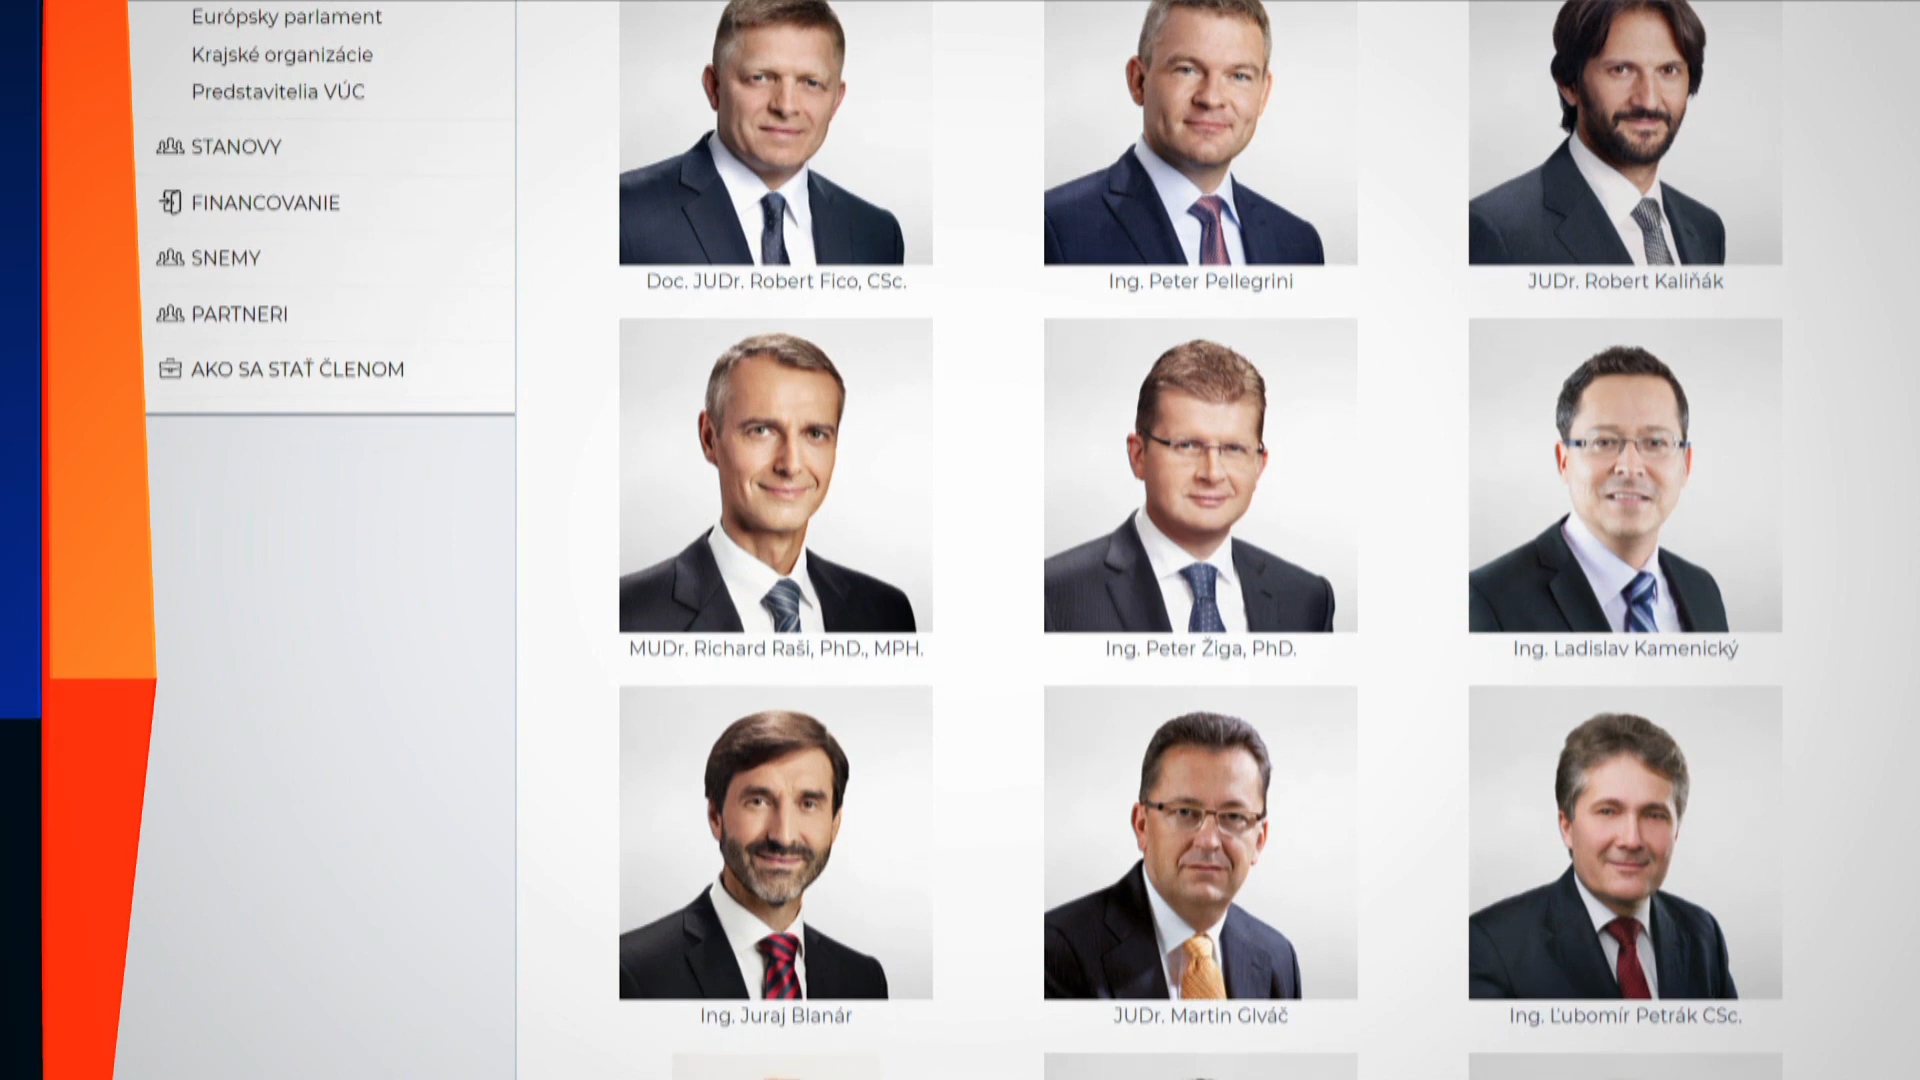 Európsky parlament
Krajské organizácie
Predstavitelia VÚC
STANOVY
FINANCOVANIE
SNEMY
PARTNERI
AKO SA STAŤ ČLENOM
Doc. JUDr. Robert Fico, CSc.
Ing. Peter Pellegrini
JUDr. Robert Kaliňák
MUDr. Richard Raši, PhD., MPH.
Ing. Peter Žiga, PhD.
Ing. Ladislav Kamenický
Ing. Juraj Blanár
JUDr. Martin Glváč
Ing. Ľubomír Petrák CSc.